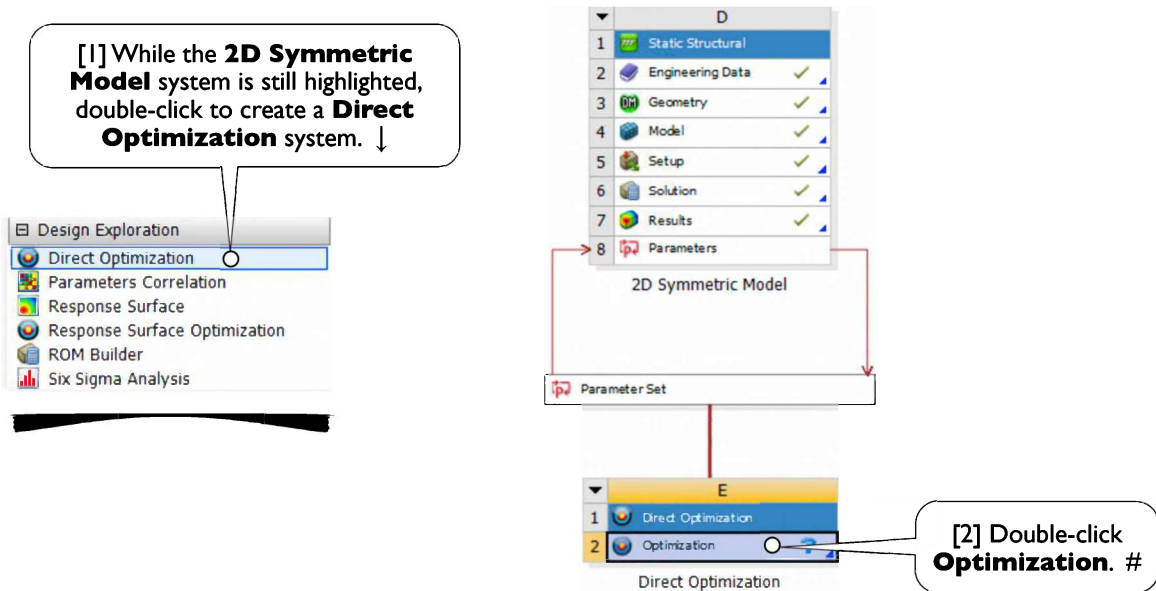 [1] While the 2D Symmetric
Model system is still highlighted,
double-click to create a Direct
Optimization system. ↓
Design Exploration
Direct Optimization
Parameters Correlation
Response Surface
Response Surface Optimization
ROM Builder
Six Sigma Analysis
D
1 Static Structural
2 Engineering Data
3 Geometry
4 Model
5 Setup
6 Solution
7 Results
8 Parameters
2D Symmetric Model
Parameter Set
E
1 Direct Optimization
2 Optimization ?
Direct Optimization
[2] Double-click
Optimization. #